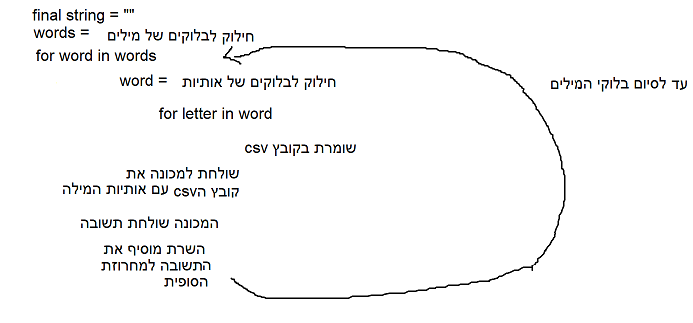 final string = ""
words = חילוק לבלוקים של מילים
for word in words
עד לסיום בלוקי המילים
word = חילוק לבלוקים של אותיות
for letter in word
שומרת בקובץ csv
שולחת למכונה את
קובץ הcsv עם אותיות המילה
המכונה שולחת תשובה
השרת מוסיף את
התשובה למחרוזת
הסופית